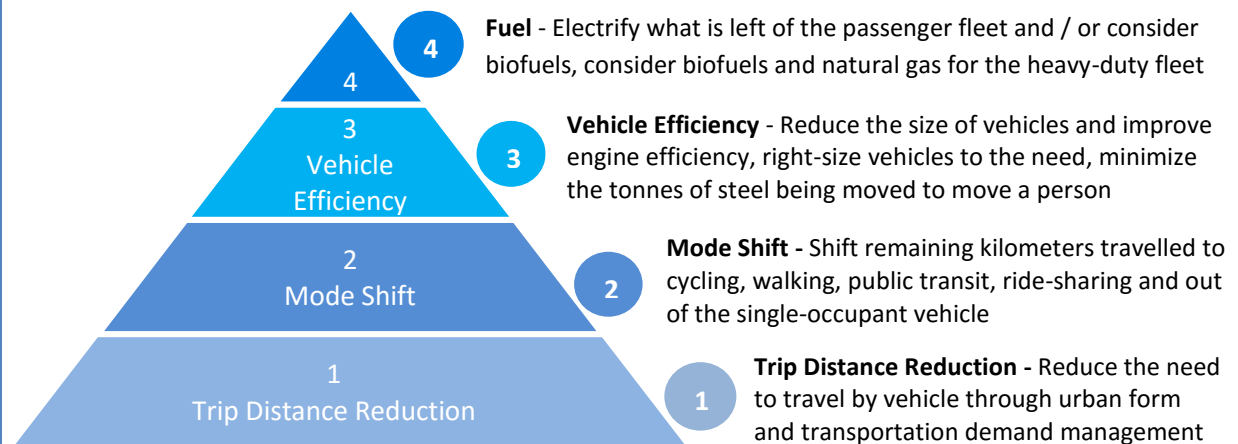 4
4
Fuel - Electrify what is left of the passenger fleet and / or consider
biofuels, consider biofuels and natural gas for the heavy-duty fleet
3
Vehicle
Efficiency
3
Vehicle Efficiency - Reduce the size of vehicles and improve
engine efficiency, right-size vehicles to the need, minimize
the tonnes of steel being moved to move a person
2
Mode Shift
2
Mode Shift - Shift remaining kilometers travelled to
cycling, walking, public transit, ride-sharing and out
of the single-occupant vehicle
1
Trip Distance Reduction
1
Trip Distance Reduction - Reduce the need
to travel by vehicle through urban form
and transportation demand management